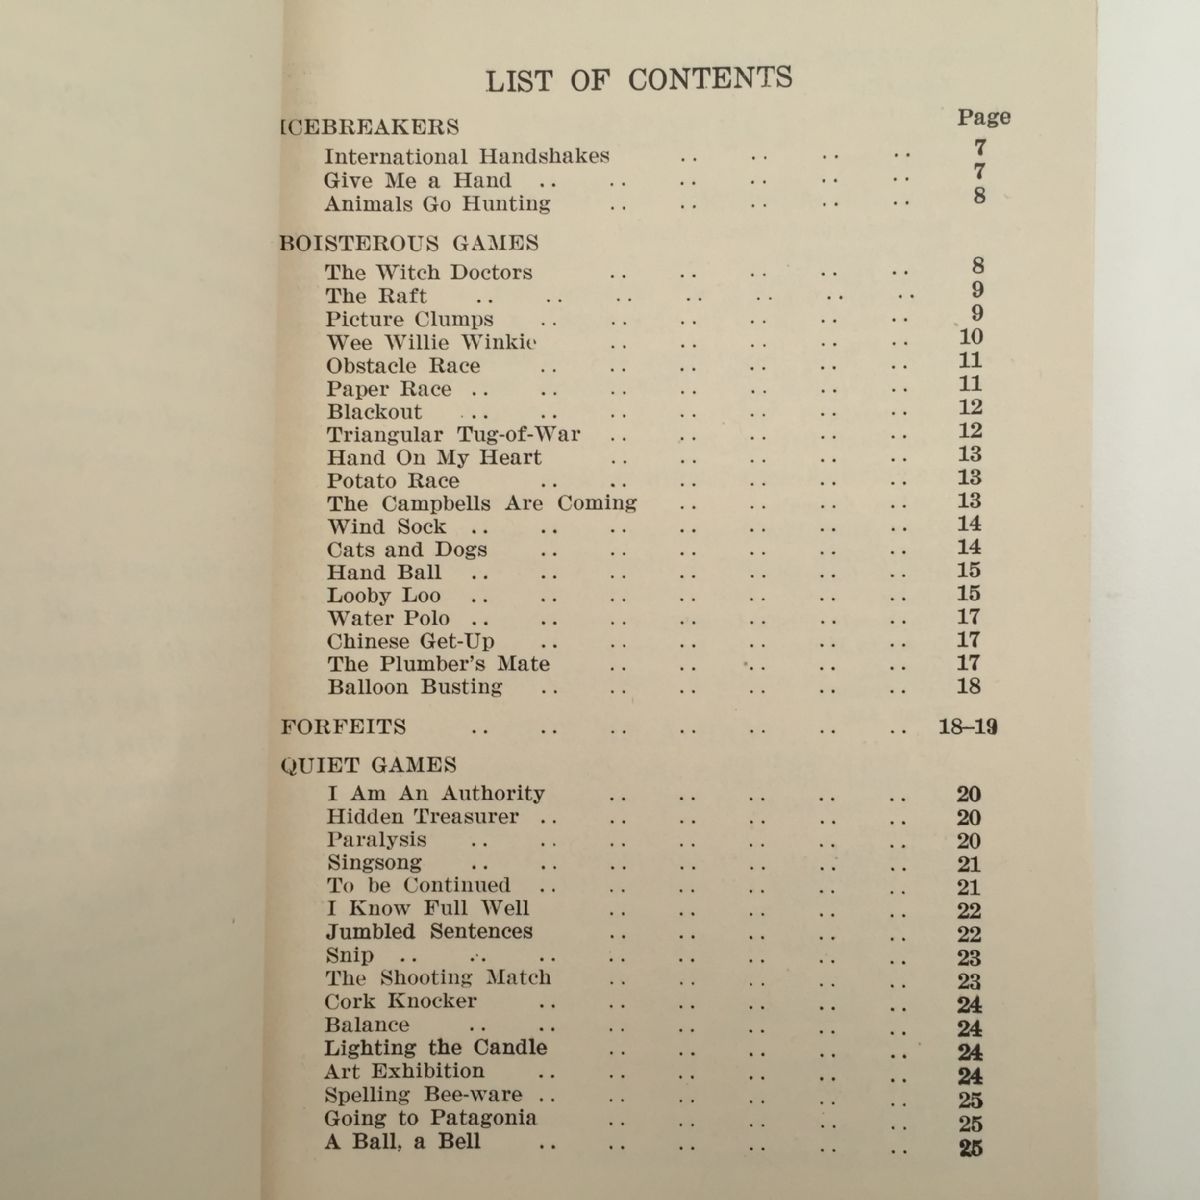 LIST OF CONTENTS
Page
ICEBREAKERS
International Handshakes .. .. .. .. 7
Give Me a Hand .. .. .. .. .. .. 7
Animals Go Hunting .. .. .. .. .. 8
BOISTEROUS GAMES
The Witch Doctors .. .. .. .. .. 8
The Raft .. .. .. .. .. .. .. 9
Picture Clumps .. .. .. .. .. .. 9
Wee Willie Winkie .. .. .. .. .. 10
Obstacle Race .. .. .. .. .. .. 11
Paper Race .. .. .. .. .. .. .. 11
Blackout .. .. .. .. .. .. .. 12
Triangular Tug-of-War .. .. .. .. .. 12
Hand On My Heart .. .. .. .. .. 13
Potato Race .. .. .. .. .. .. 13
The Campbells Are Coming .. .. .. .. 13
Wind Sock .. .. .. .. .. .. .. 14
Cats and Dogs .. .. .. .. .. .. 14
Hand Ball .. .. .. .. .. .. .. 15
Looby Loo .. .. .. .. .. .. .. 15
Water Polo .. .. .. .. .. .. .. 17
Chinese Get-Up .. .. .. .. .. .. 17
The Plumber's Mate .. .. .. .. .. 17
Balloon Busting .. .. .. .. .. .. 18
FORFEITS .. .. .. .. .. .. .. 18–19
QUIET GAMES
I Am An Authority .. .. .. .. .. 20
Hidden Treasurer .. .. .. .. .. .. 20
Paralysis .. .. .. .. .. .. .. 20
Singsong .. .. .. .. .. .. .. 21
To be Continued .. .. .. .. .. .. 21
I Know Full Well .. .. .. .. .. 22
Jumbled Sentences .. .. .. .. .. 22
Snip .. .. .. .. .. .. .. .. 23
The Shooting Match .. .. .. .. .. 23
Cork Knocker .. .. .. .. .. .. 24
Balance .. .. .. .. .. .. .. 24
Lighting the Candle .. .. .. .. .. 24
Art Exhibition .. .. .. .. .. .. 24
Spelling Bee-ware .. .. .. .. .. .. 25
Going to Patagonia .. .. .. .. .. 25
A Ball, a Bell .. .. .. .. .. .. 25